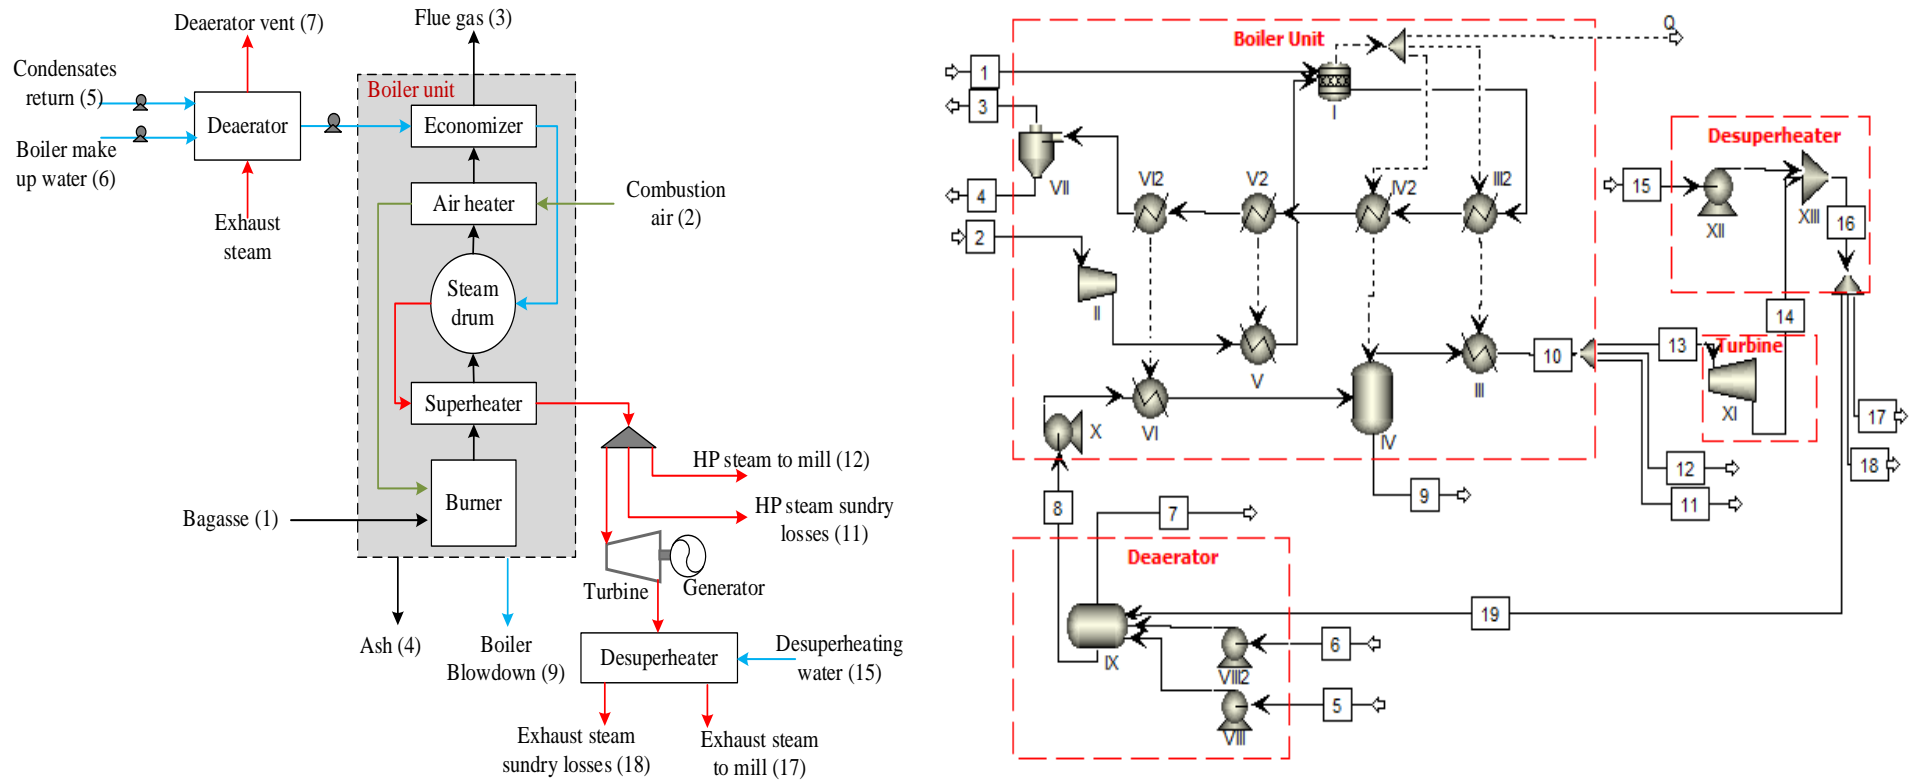 Deaerator vent (7)
Flue gas (3)
Condensates
return (5)
Boiler unit
Deaerator
Economizer
Boiler make
up water (6)
Air heater
Combustion
air (2)
Exhaust
steam
Steam
drum
Superheater
HP steam to mill (12)
Burner
HP steam sundry
losses (11)
Bagasse (1)
Turbine
Generator
Ash (4)
Boiler
Blowdown (9)
Desuperheater
Desuperheating
water (15)
Exhaust steam
sundry losses (18)
Exhaust steam
to mill (17)
Boiler Unit
Q
1
I
3
VII
VI2
V2
IV2
III2
4
2
II
V
III
10
X
VI
IV
8
9
7
Desuperheater
15
XII
XIII
16
14
13
Turbine
XI
17
12
18
11
Deaerator
19
IX
VIII2
6
VIII
5